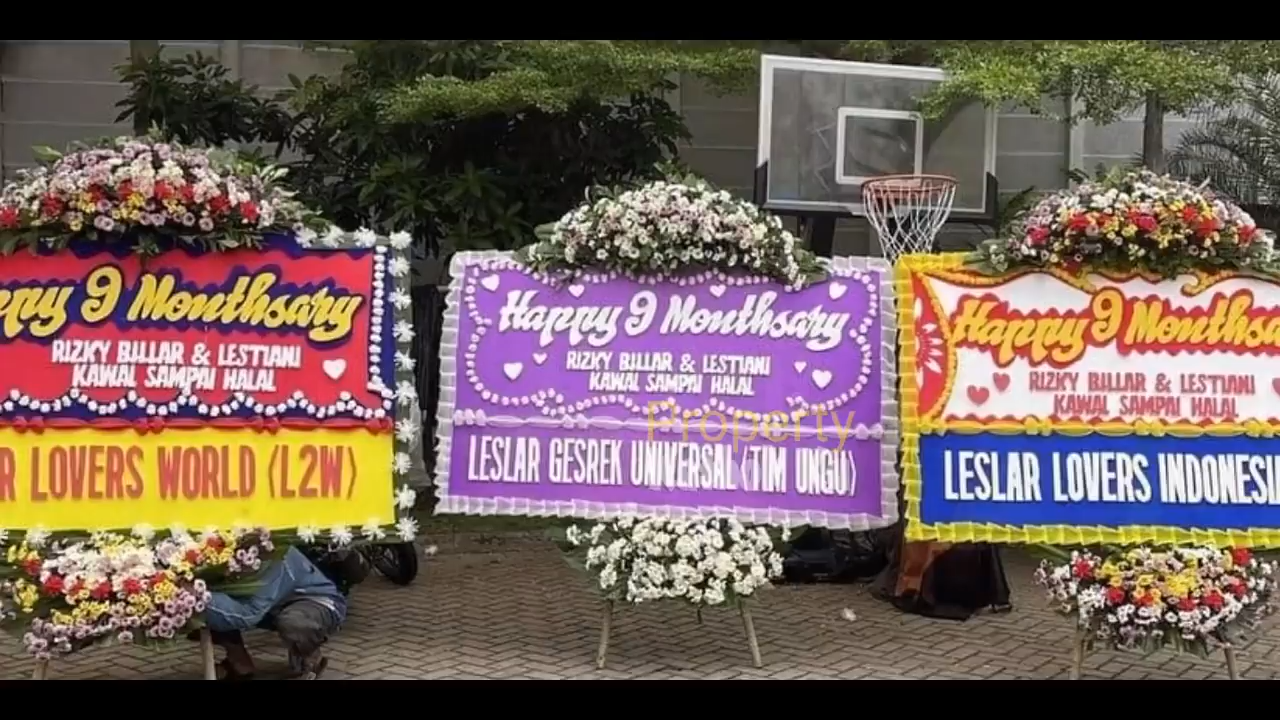 Happy 9 Monthsary
RIZKY BILLAR & LESTIANI
KAWAL SAMPAI HALAL
LOVERS WORLD (L2W)
Happy 9 Monthsary
RIZKY BILLAR & LESTIANI
KAWAL SAMPAI HALAL
Property
LESLAR GESREK UNIVERSAL (TIM UNGU)
Happy 9 Monthsa
RIZKY BILLAR & LESTIANI
KAWAL SAMPAI HALAL
LESLAR LOVERS INDONESI